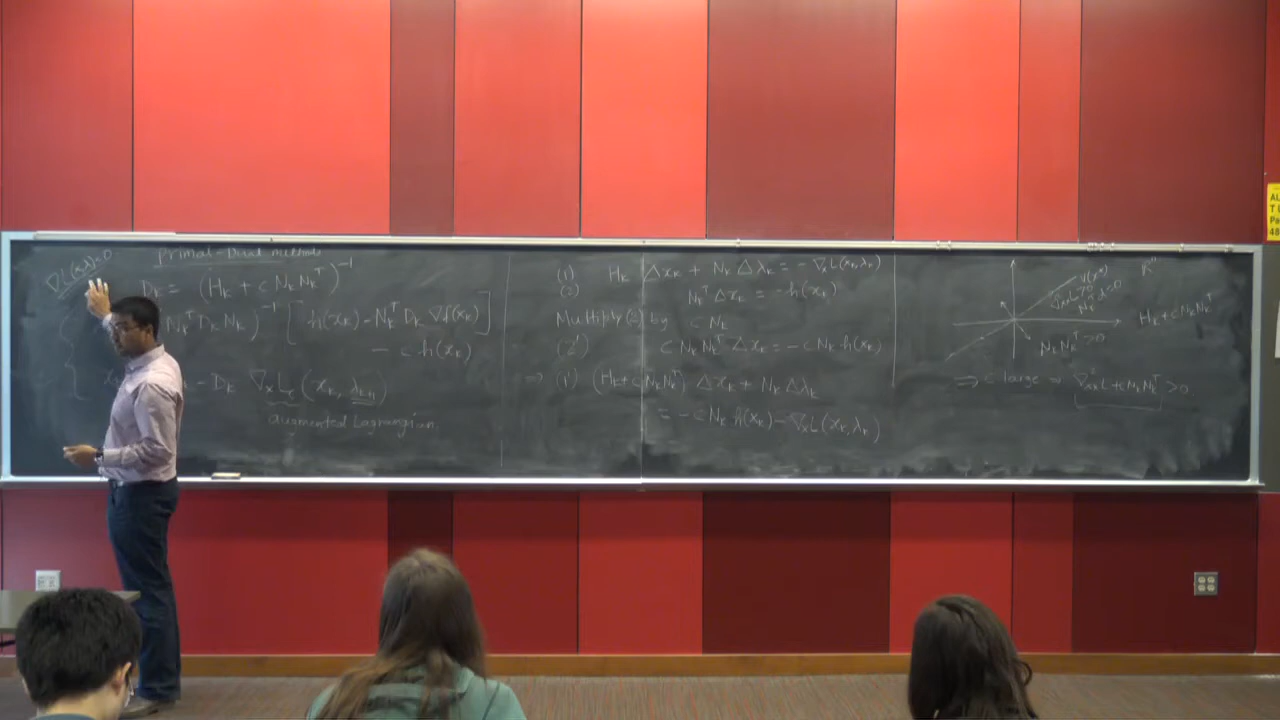 ∇L(x,λ)=0
Primal-Dual methods
D_k = (H_k + c N_k N_k^T)^{-1}
N_k^T D_k N_k)^{-1} [h(x_k) - N_k^T D_k ∇f(x_k)]
- c h(x_k)
- D_k ∇_x L_c (x_k, λ_{k+1})
augmented Lagrangian
(1) H_k Δx_k + N_k Δλ_k = -∇_x L(x_k, λ_k)
(2) N_k^T Δx_k = -h(x_k)
Multiply (2) by c N_k
(2') c N_k N_k^T Δx_k = -c N_k h(x_k)
⇒ (1') (H_k + c N_k N_k^T) Δx_k + N_k Δλ_k
= -c N_k h(x_k) - ∇_x L(x_k, λ_k)
V(x*)
R^n
H_k + c N_k N_k^T
N_k N_k^T > 0
⇒ c large ⇒ ∇²_{xx} L + c N_k N_k^T > 0
AL
T
P
48